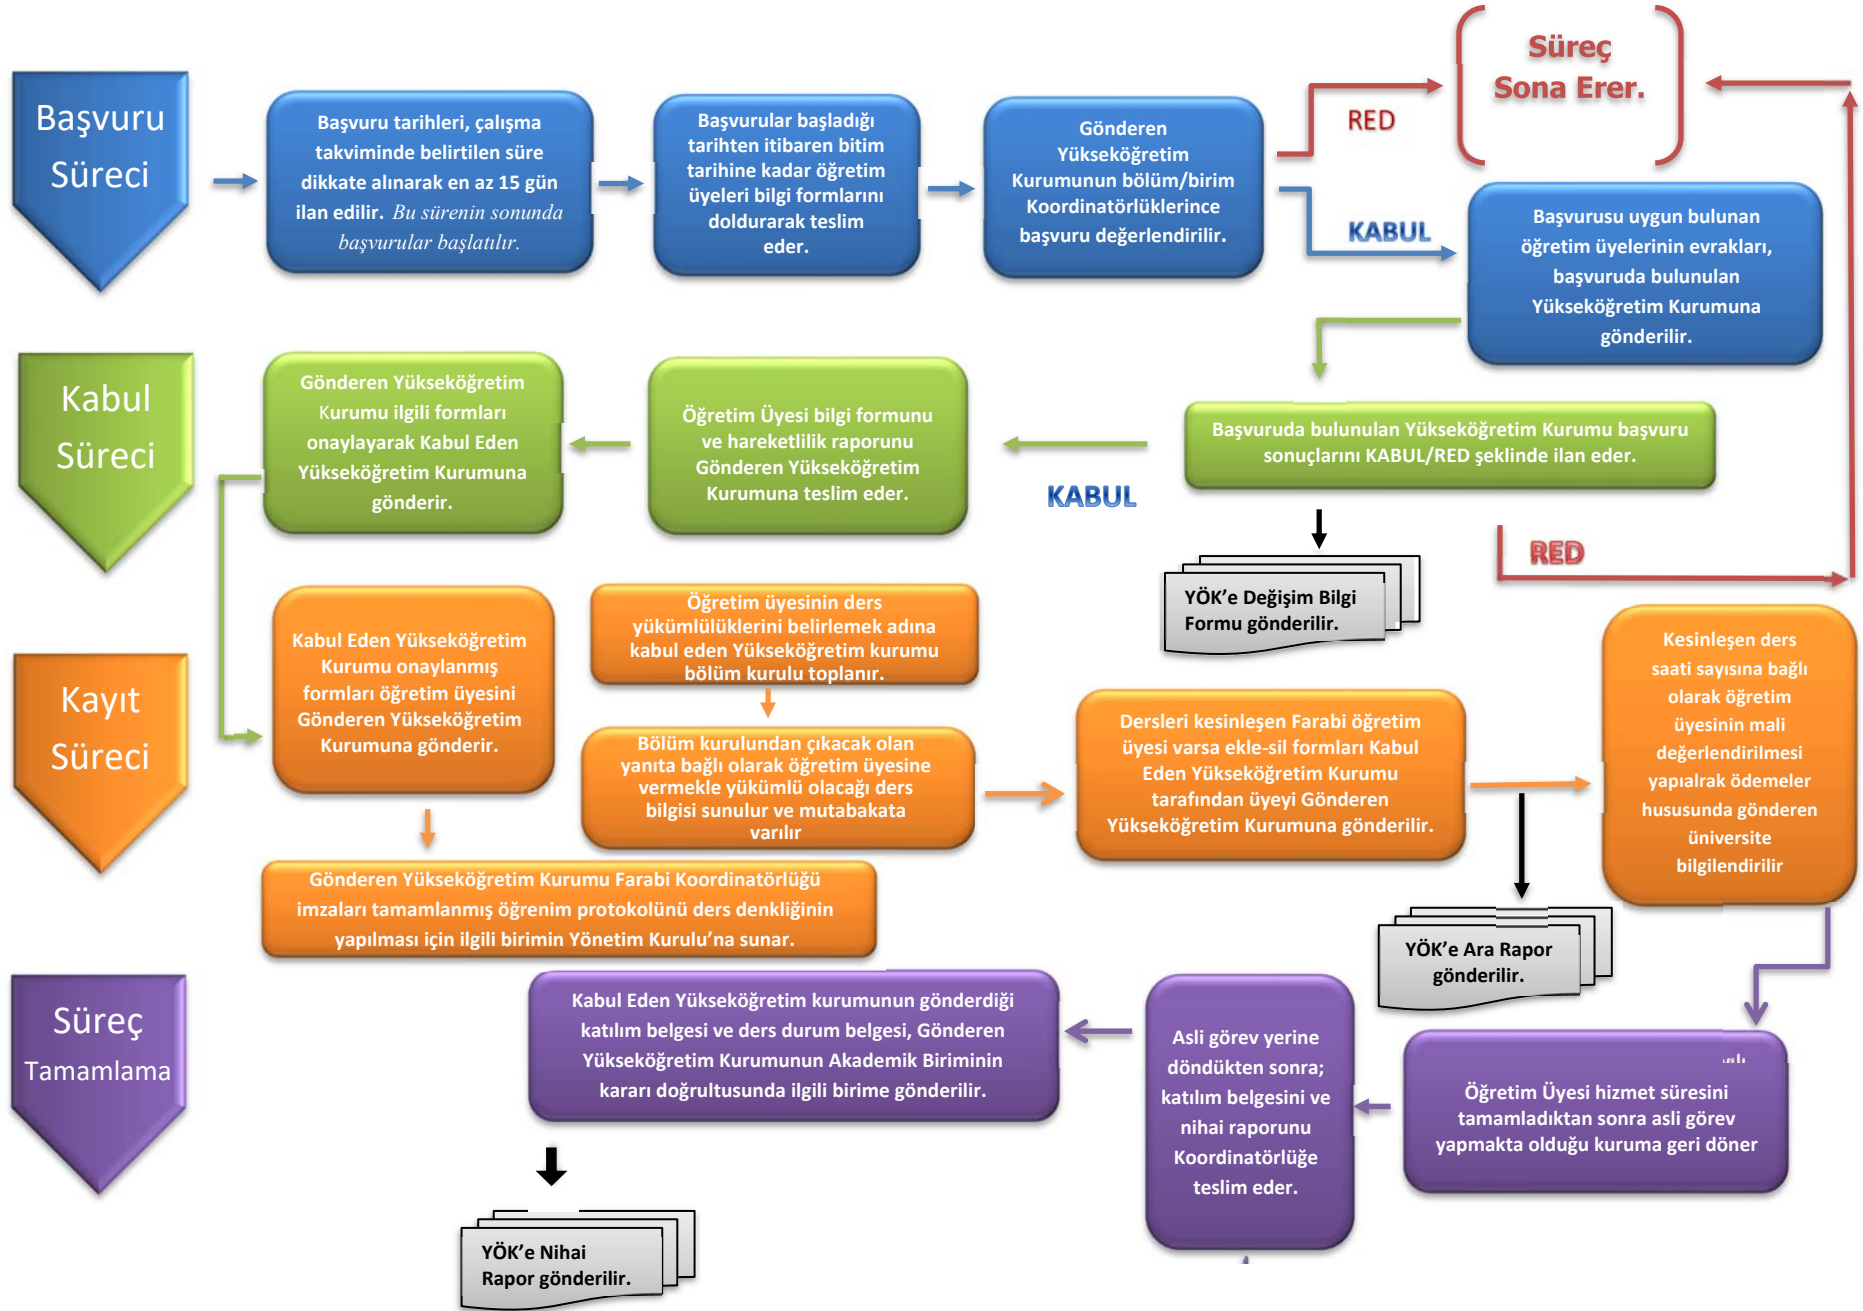 Başvuru
Süreci
Başvuru tarihleri, çalışma
takviminde belirtilen süre
dikkate alınarak en az 15 gün
ilan edilir. Bu sürenin sonunda
başvurular başlatılır.
Başvurular başladığı
tarihten itibaren bitim
tarihine kadar öğretim
üyeleri bilgi formlarını
doldurarak teslim
eder.
Gönderen
Yükseköğretim
Kurumunun bölüm/birim
Koordinatörlüklerince
başvuru değerlendirilir.
RED
Süreç
Sona Erer.
KABUL
Başvurusu uygun bulunan
öğretim üyelerinin evrakları,
başvuruda bulunulan
Yükseköğretim Kurumuna
gönderilir.
Kabul
Süreci
Gönderen Yükseköğretim
Kurumu ilgili formları
onaylayarak Kabul Eden
Yükseköğretim Kurumuna
gönderir.
Öğretim Üyesi bilgi formunu
ve hareketlilik raporunu
Gönderen Yükseköğretim
Kurumuna teslim eder.
KABUL
Başvuruda bulunulan Yükseköğretim Kurumu başvuru
sonuçlarını KABUL/RED şeklinde ilan eder.
RED
YÖK’e Değişim Bilgi
Formu gönderilir.
Kayıt
Süreci
Kabul Eden Yükseköğretim
Kurumu onaylanmış
formları öğretim üyesini
Gönderen Yükseköğretim
Kurumuna gönderir.
Öğretim üyesinin ders
yükümlülüklerini belirlemek adına
kabul eden Yükseköğretim kurumu
bölüm kurulu toplanır.
Bölüm kurulundan çıkacak olan
yanıta bağlı olarak öğretim üyesine
vermekle yükümlü olacağı ders
bilgisi sunulur ve mutabakata
varılır
Dersleri kesinleşen Farabi öğretim
üyesi varsa ekle-sil formları Kabul
Eden Yükseköğretim Kurumu
tarafından üyeyi Gönderen
Yükseköğretim Kurumuna gönderilir.
Kesinleşen ders
saati sayısına bağlı
olarak öğretim
üyesinin mali
değerlendirilmesi
yapıalrak ödemeler
hususunda gönderen
üniversite
bilgilendirilir
Gönderen Yükseköğretim Kurumu Farabi Koordinatörlüğü
imzaları tamamlanmış öğrenim protokolünü ders denkliğinin
yapılması için ilgili birimin Yönetim Kurulu’na sunar.
YÖK’e Ara Rapor
gönderilir.
Süreç
Tamamlama
Kabul Eden Yükseköğretim kurumunun gönderdiği
katılım belgesi ve ders durum belgesi, Gönderen
Yükseköğretim Kurumunun Akademik Biriminin
kararı doğrultusunda ilgili birime gönderilir.
Asli görev yerine
döndükten sonra;
katılım belgesini ve
nihai raporunu
Koordinatörlüğe
teslim eder.
Öğretim Üyesi hizmet süresini
tamamladıktan sonra asli görev
yapmakta olduğu kuruma geri döner
YÖK’e Nihai
Rapor gönderilir.